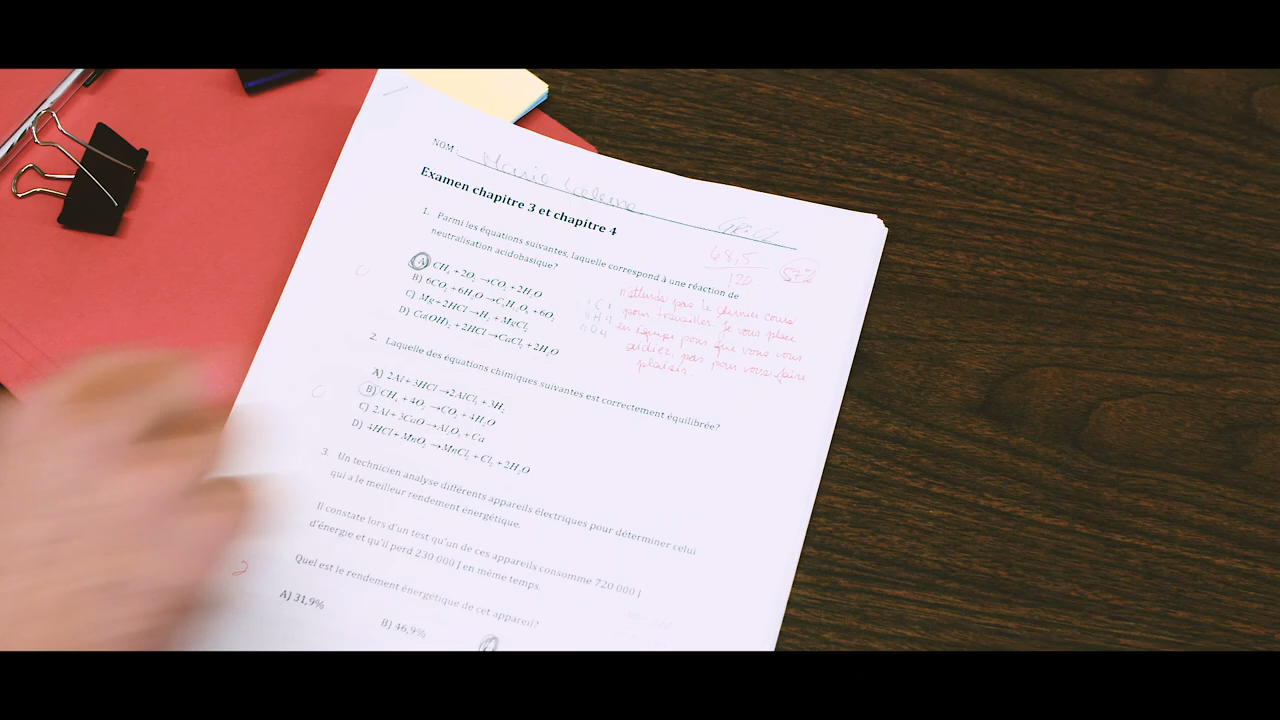 NOM :
Examen chapitre 3 et chapitre 4
GR: 02
68,5
120
57%
1. Parmi les équations suivantes, laquelle correspond à une réaction de
neutralisation acidobasique?
A) CH₄ + 2O₂ → CO₂ + 2H₂O
B) 6CO₂ + 6H₂O → C₆H₁₂O₆ + 6O₂
C) Mg + 2HCl → H₂ + MgCl₂
D) Ca(OH)₂ + 2HCl → CaCl₂ + 2H₂O
n'attends pas le dernier cours
pour travailler. Je vous place
en équipe pour que vous vous
aidiez, pas pour vous faire
plaisir.
2. Laquelle des équations chimiques suivantes est correctement équilibrée?
A) 2Al + 3HCl → 2AlCl₃ + 3H₂
B) CH₄ + 4O₂ → CO₂ + 4H₂O
C) 2Al + 3CuO → Al₂O₃ + Cu
D) 4HCl + MnO₂ → MnCl₂ + Cl₂ + 2H₂O
3. Un technicien analyse différents appareils électriques pour déterminer celui
qui a le meilleur rendement énergétique.
Il constate lors d'un test qu'un de ces appareils consomme 720 000 J
d'énergie et qu'il perd 230 000 J en même temps.
2
Quel est le rendement énergétique de cet appareil?
A) 31,9%
B) 46,9%